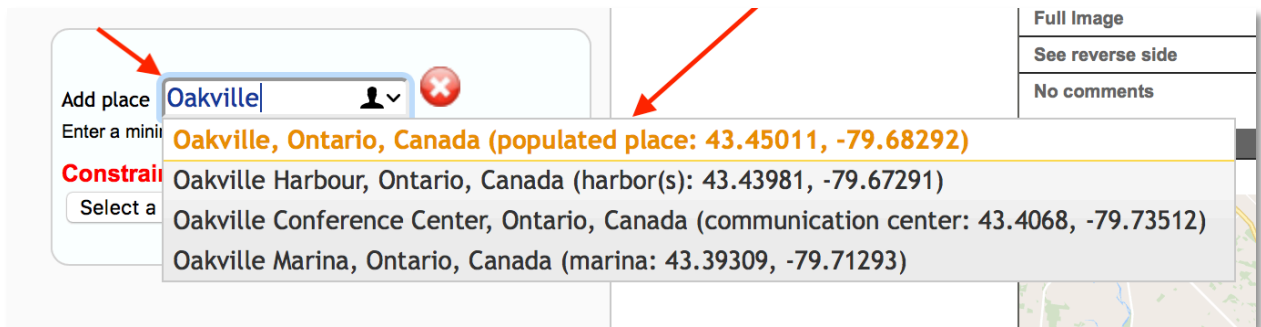 Full Image
See reverse side
No comments
Add place Oakville
Enter a mini
Oakville, Ontario, Canada (populated place: 43.45011, -79.68292)
Constrai
Oakville Harbour, Ontario, Canada (harbor(s): 43.43981, -79.67291)
Select a
Oakville Conference Center, Ontario, Canada (communication center: 43.4068, -79.73512)
Oakville Marina, Ontario, Canada (marina: 43.39309, -79.71293)